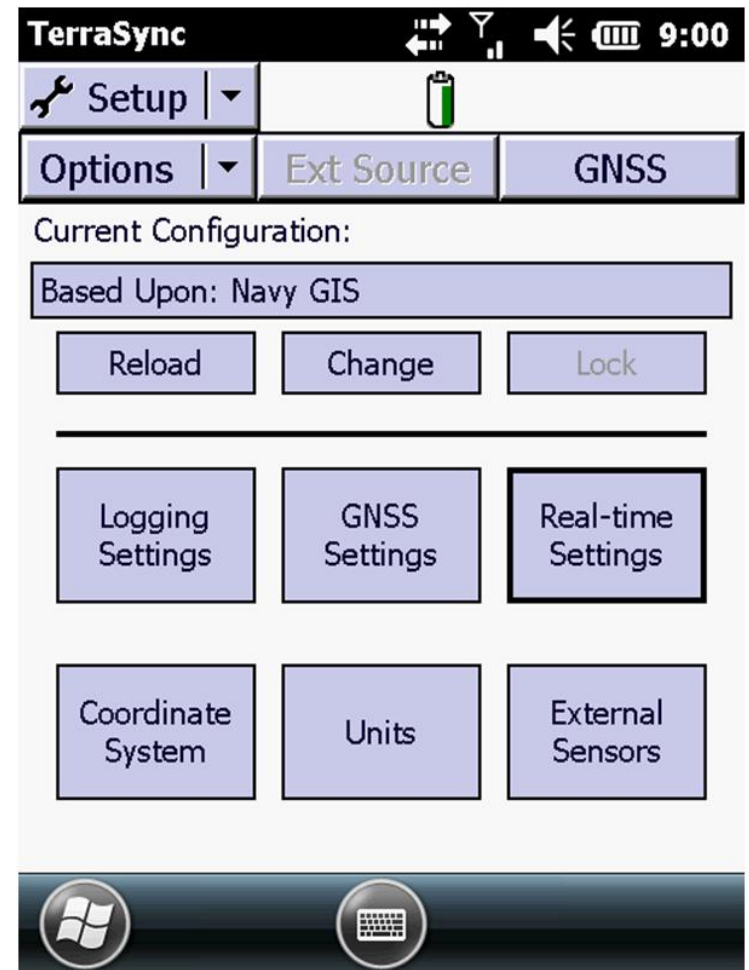 TerraSync 9:00
Setup
Options Ext Source GNSS
Current Configuration:
Based Upon: Navy GIS
Reload Change Lock
Logging Settings
GNSS Settings
Real-time Settings
Coordinate System
Units
External Sensors